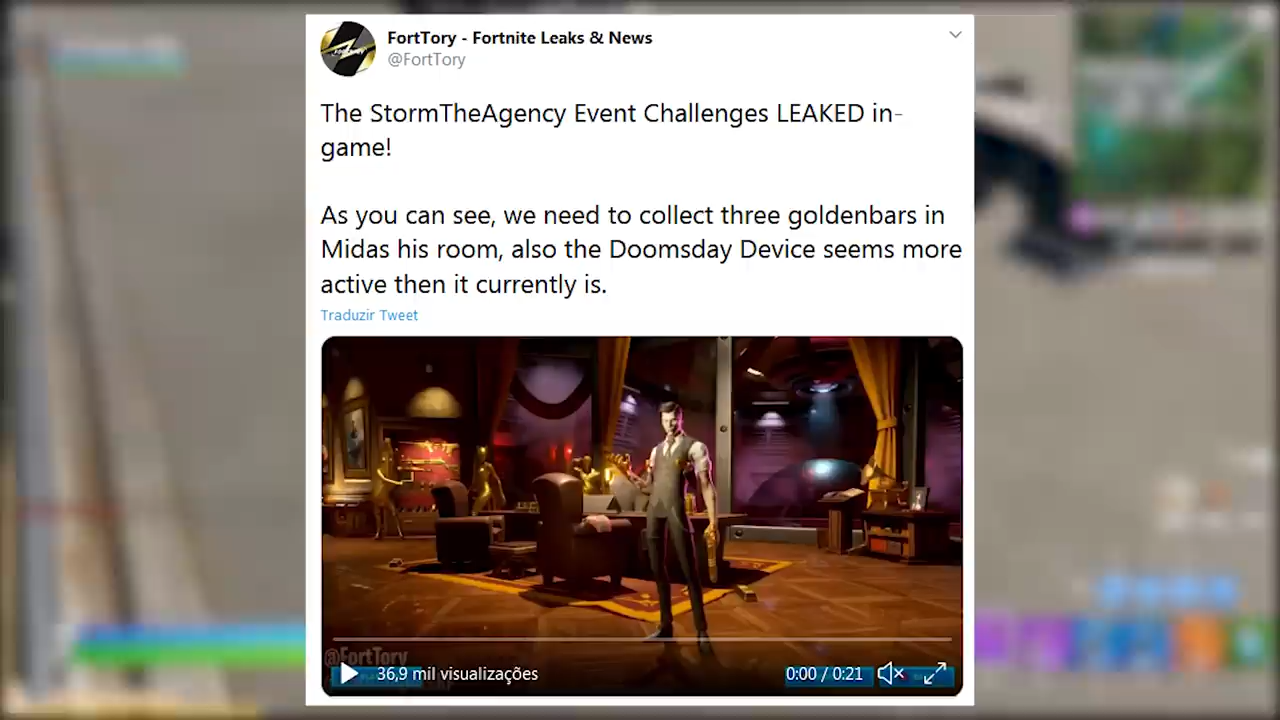 FortTory - Fortnite Leaks & News
@FortTory
The StormTheAgency Event Challenges LEAKED in-
game!
As you can see, we need to collect three goldenbars in
Midas his room, also the Doomsday Device seems more
active then it currently is.
Traduzir Tweet
@FortTory
36,9 mil visualizações
0:00 / 0:21